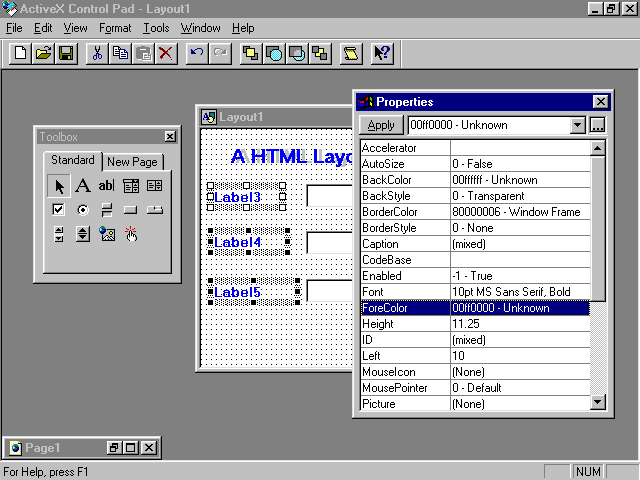 ActiveX Control Pad - Layout1
File Edit View Format Tools Window Help
Toolbox
Standard New Page
A ab
Layout1
A HTML Layo
Label3
Label4
Label5
Properties
Apply 00ff0000 - Unknown ...
Accelerator
AutoSize 0 - False
BackColor 00ffffff - Unknown
BackStyle 0 - Transparent
BorderColor 80000006 - Window Frame
BorderStyle 0 - None
Caption (mixed)
CodeBase
Enabled -1 - True
Font 10pt MS Sans Serif, Bold
ForeColor 00ff0000 - Unknown
Height 11.25
ID (mixed)
Left 10
MouseIcon (None)
MousePointer 0 - Default
Picture (None)
Page1
For Help, press F1 NUM